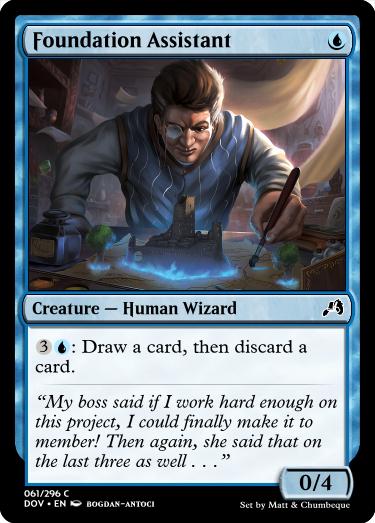 Foundation Assistant
Creature — Human Wizard
3 : Draw a card, then discard a
card.
“My boss said if I work hard enough on
this project, I could finally make it to
member! Then again, she said that on
the last three as well . . .”
0/4
061/296 C
DOV • EN BOGDAN-ANTOCI
Set by Matt & Chumbeque